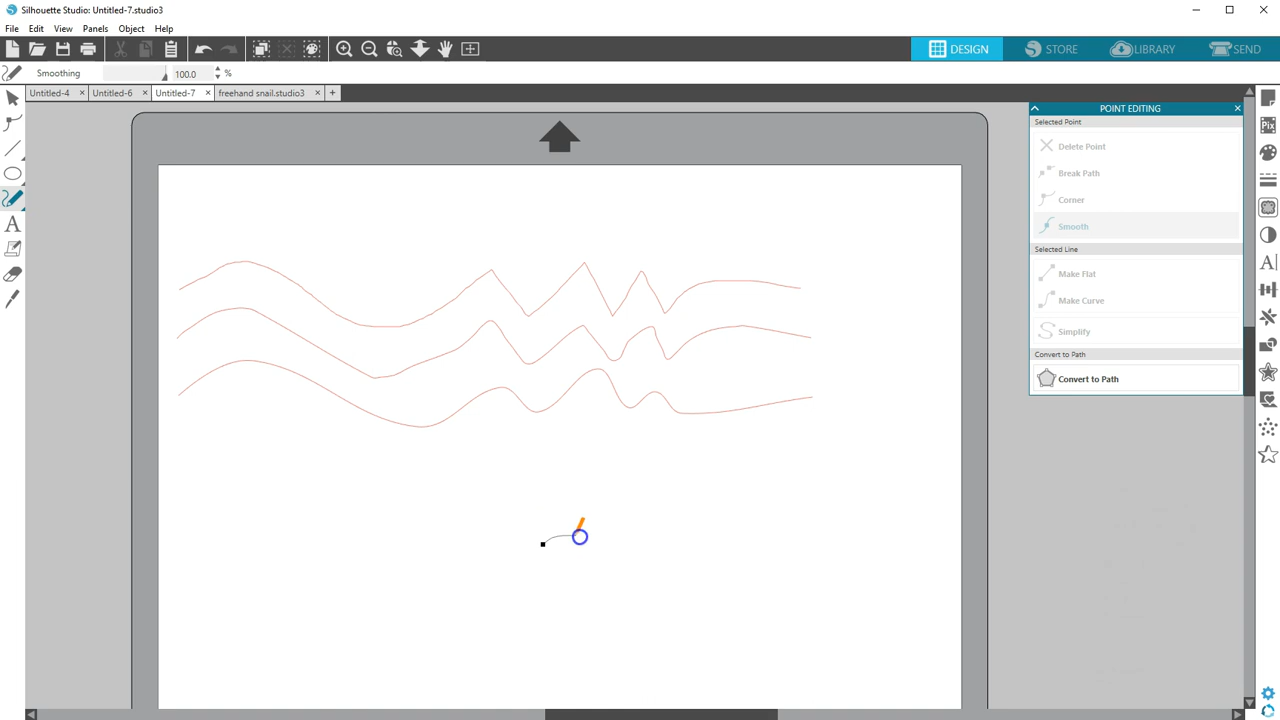 Silhouette Studio: Untitled-7.studio3
File Edit View Panels Object Help
DESIGN STORE LIBRARY SEND
Smoothing 100.0 %
Untitled-4 × Untitled-6 × Untitled-7 × freehand snail.studio3 × +
POINT EDITING
Selected Point
Delete Point
Break Path
Corner
Smooth
Selected Line
Make Flat
Make Curve
Simplify
Convert to Path
Convert to Path
Pix
A
A